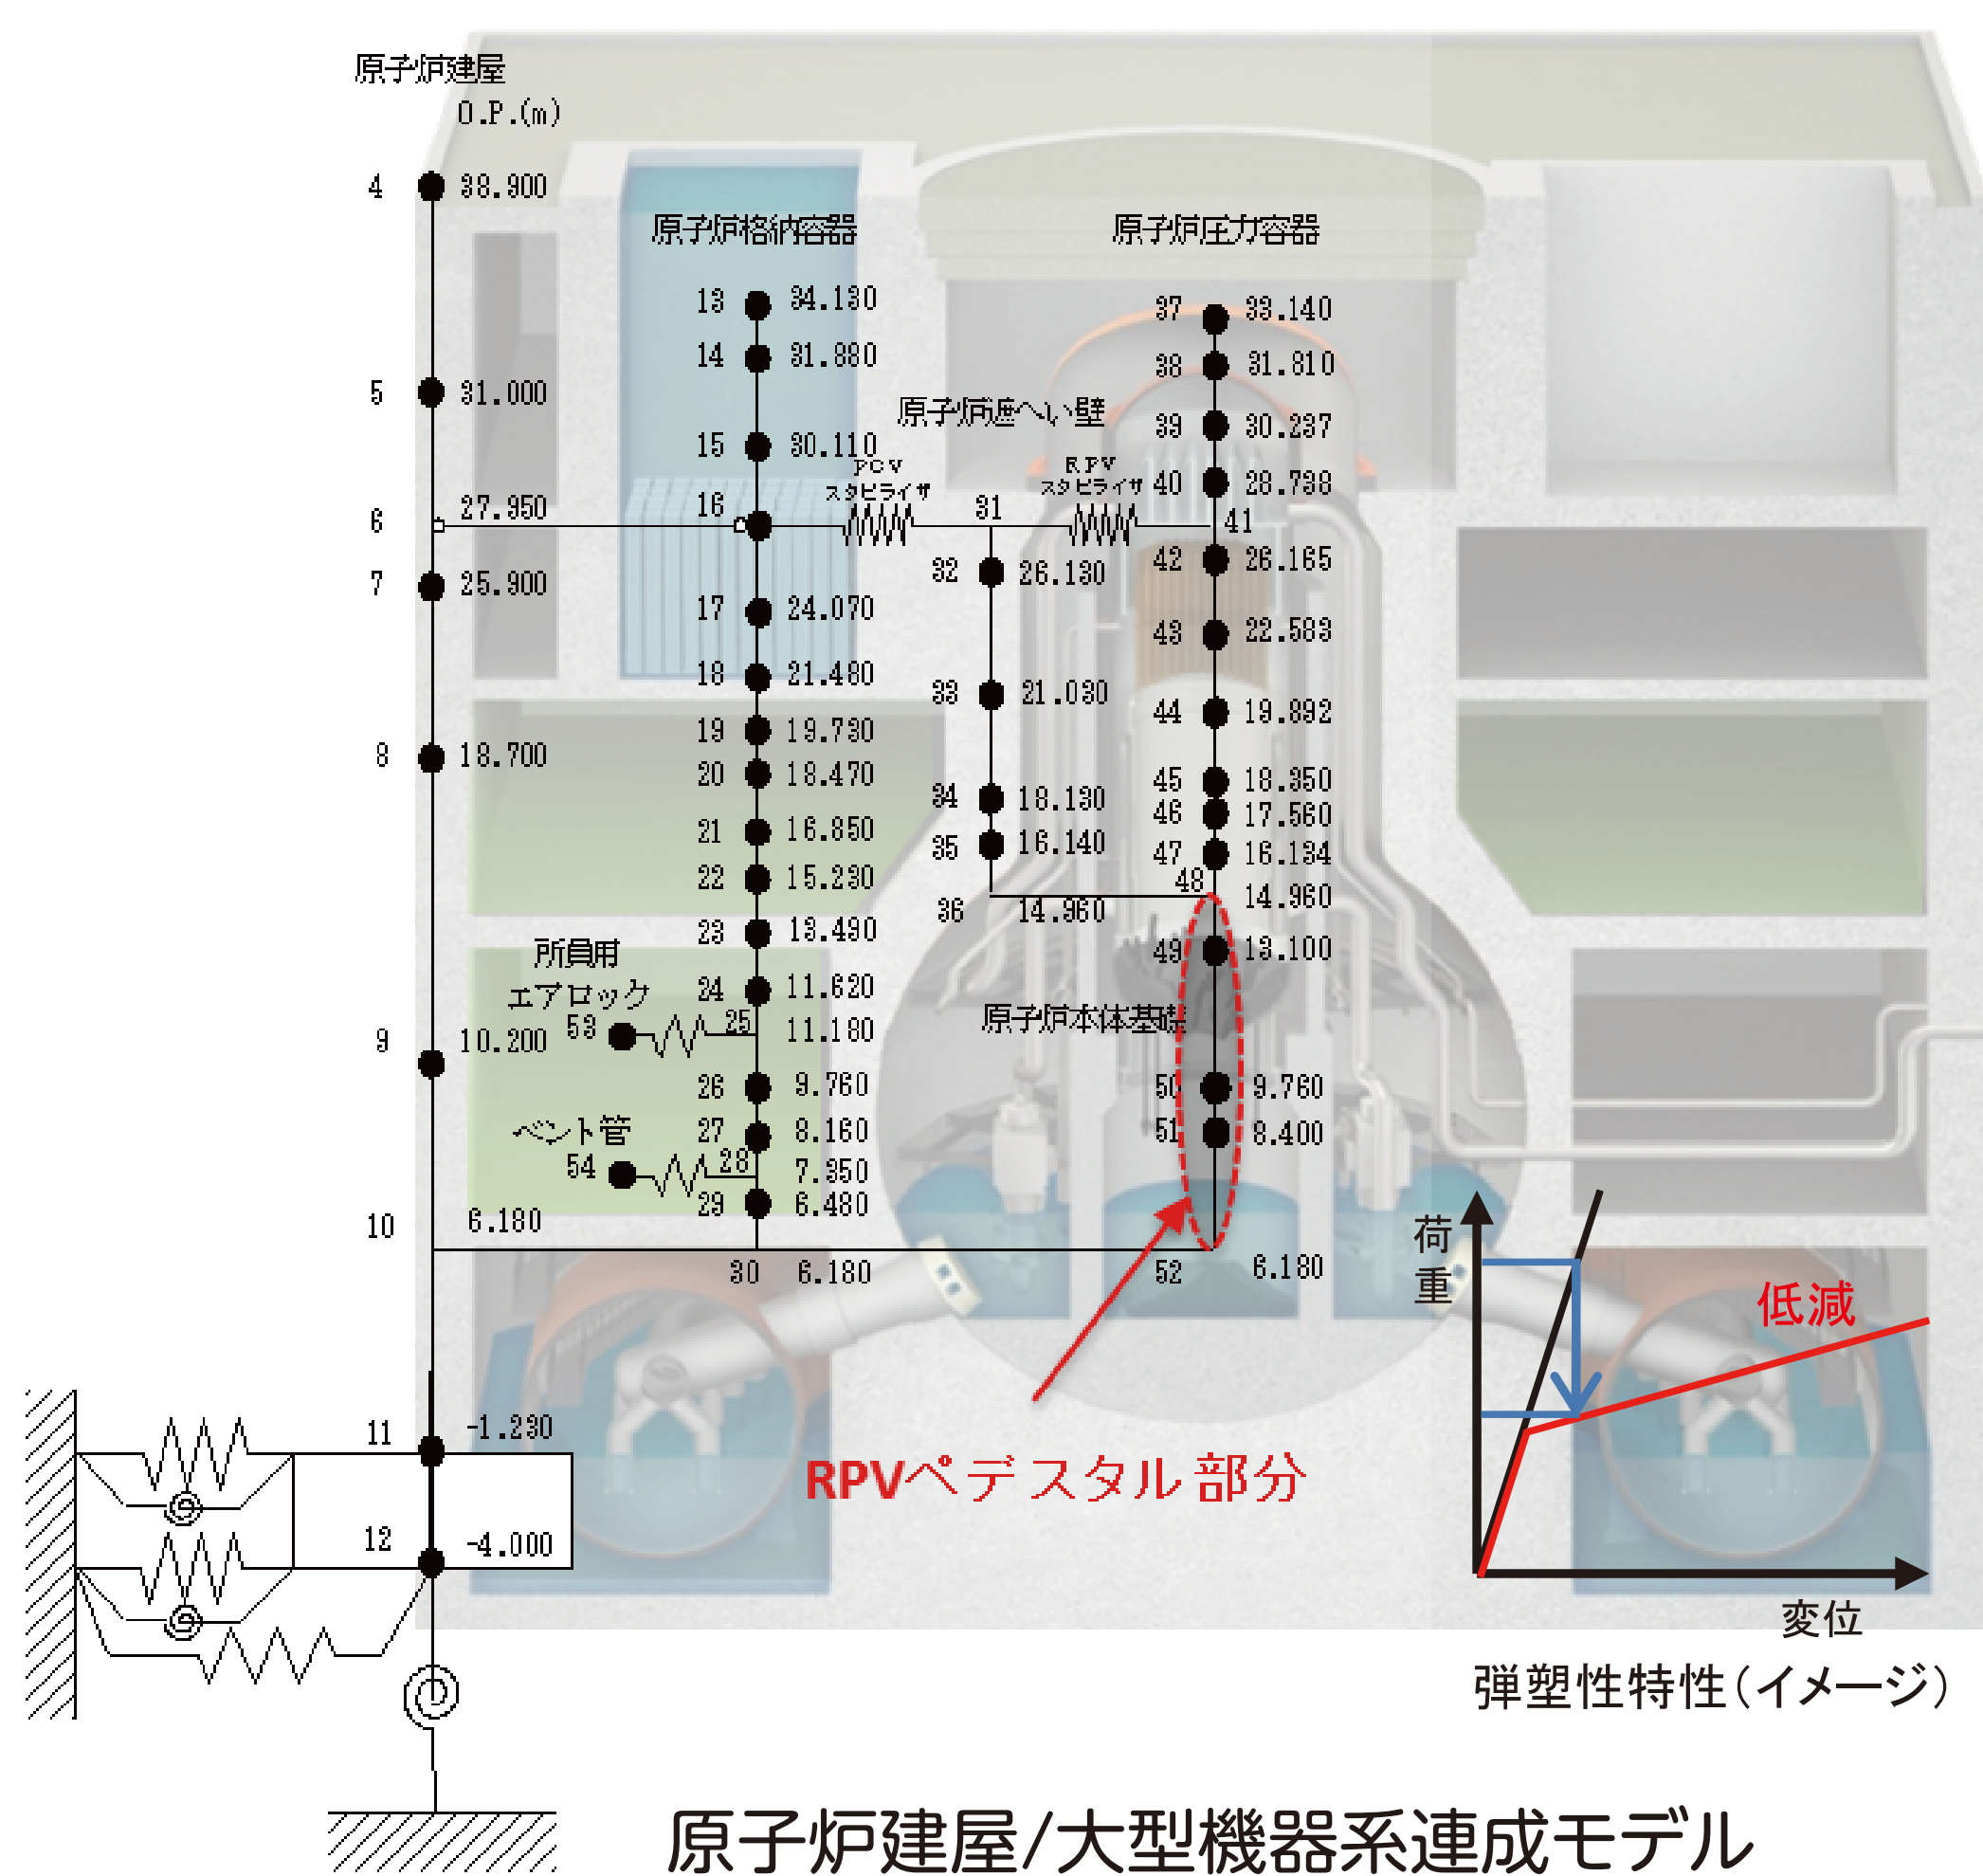 原子炉建屋
O.P.(m)
4 38.900
5 31.000
6 27.950
7 25.900
8 18.700
9 10.200
10 6.180
11 -1.230
12 -4.000
原子炉格納容器
13 34.130
14 31.880
15 30.110
16
17 24.070
18 21.480
19 19.730
20 18.470
21 16.850
22 15.230
23 13.490
24 11.620
25 11.180
26 9.760
27 8.160
28 7.350
29 6.480
30 6.180
所員用
エアロック
53
ベント管
54
PCV
スタビライザ
原子炉遮へい壁
RPV
スタビライザ
31
32 26.130
33 21.030
34 18.130
35 16.140
36 14.960
原子炉圧力容器
37 33.140
38 31.810
39 30.237
40 28.738
41
42 26.165
43 22.583
44 19.892
45 18.350
46 17.560
47 16.134
48 14.960
原子炉本体基礎
49 13.100
50 9.760
51 8.400
52 6.180
RPVペデスタル部分
荷重
低減
変位
弾塑性特性(イメージ)
原子炉建屋/大型機器系連成モデル